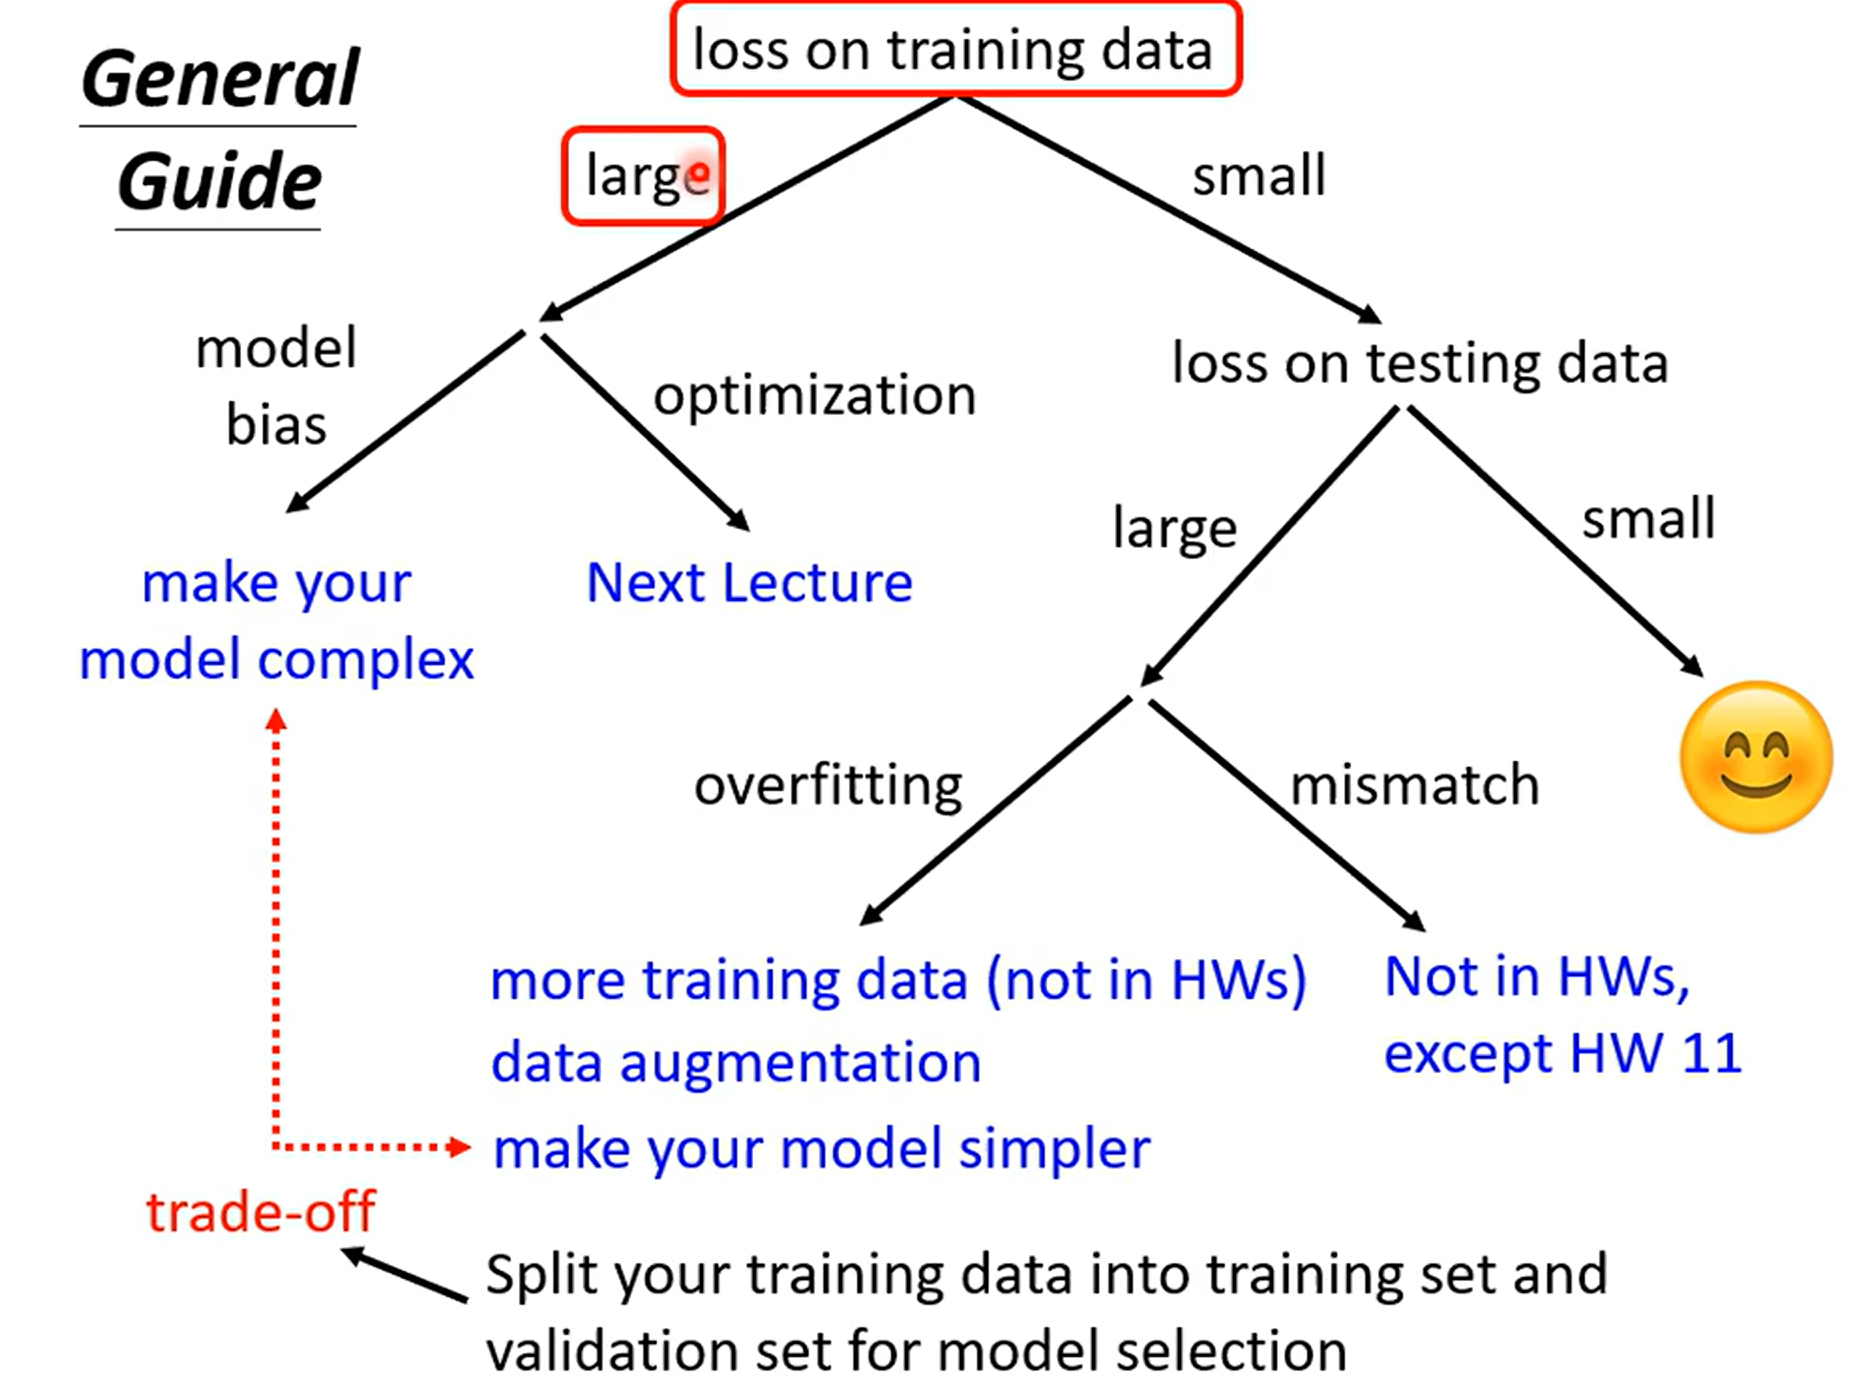 General
Guide
loss on training data
large
small
model
bias
optimization
loss on testing data
make your
model complex
Next Lecture
large
small
overfitting
mismatch
more training data (not in HWs)
data augmentation
make your model simpler
Not in HWs,
except HW 11
trade-off
Split your training data into training set and
validation set for model selection